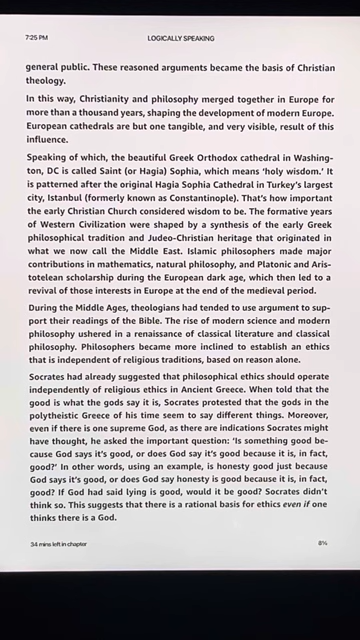 7:25 PM
LOGICALLY SPEAKING
general public. These reasoned arguments became the basis of Christian
theology.
In this way, Christianity and philosophy merged together in Europe for
more than a thousand years, shaping the development of modern Europe.
European cathedrals are but one tangible, and very visible, result of this
influence.
Speaking of which, the beautiful Greek Orthodox cathedral in Washing-
ton, DC is called Saint (or Hagia) Sophia, which means 'holy wisdom.' It
is patterned after the original Hagia Sophia Cathedral in Turkey's largest
city, Istanbul (formerly known as Constantinople). That's how important
the early Christian Church considered wisdom to be. The formative years
of Western Civilization were shaped by a synthesis of the early Greek
philosophical tradition and Judeo-Christian heritage that originated in
what we now call the Middle East. Islamic philosophers made major
contributions in mathematics, natural philosophy, and Platonic and Aris-
totelean scholarship during the European dark age, which then led to a
revival of those interests in Europe at the end of the medieval period.
During the Middle Ages, theologians had tended to use argument to sup-
port their readings of the Bible. The rise of modern science and modern
philosophy ushered in a renaissance of classical literature and classical
philosophy. Philosophers became more inclined to establish an ethics
that is independent of religious traditions, based on reason alone.
Socrates had already suggested that philosophical ethics should operate
independently of religious ethics in Ancient Greece. When told that the
good is what the gods say it is, Socrates protested that the gods in the
polytheistic Greece of his time seem to say different things. Moreover,
even if there is one supreme God, as there are indications Socrates might
have thought, he asked the important question: 'Is something good be-
cause God says it's good, or does God say it's good because it is, in fact,
good?' In other words, using an example, is honesty good just because
God says it's good, or does God say honesty is good because it is, in fact,
good? If God had said lying is good, would it be good? Socrates didn't
think so. This suggests that there is a rational basis for ethics even if one
thinks there is a God.
34 mins left in chapter
8%